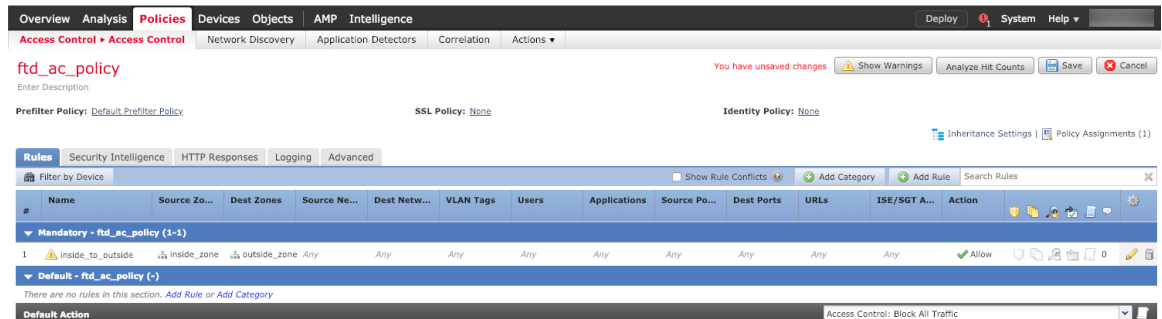 Overview Analysis Policies Devices Objects AMP Intelligence Deploy 1 System Help
Access Control ▸ Access Control Network Discovery Application Detectors Correlation Actions
ftd_ac_policy You have unsaved changes Show Warnings Analyze Hit Counts Save Cancel
Enter Description
Prefilter Policy: Default Prefilter Policy SSL Policy: None Identity Policy: None
Inheritance Settings | Policy Assignments (1)
Rules Security Intelligence HTTP Responses Logging Advanced
Filter by Device Show Rule Conflicts Add Category Add Rule Search Rules
# Name Source Zo... Dest Zones Source Ne... Dest Netw... VLAN Tags Users Applications Source Po... Dest Ports URLs ISE/SGT A... Action
Mandatory - ftd_ac_policy (1-1)
1 inside_to_outside inside_zone outside_zone Any Any Any Any Any Any Any Any Any Allow 0
Default - ftd_ac_policy (-)
There are no rules in this section. Add Rule or Add Category
Default Action Access Control: Block All Traffic